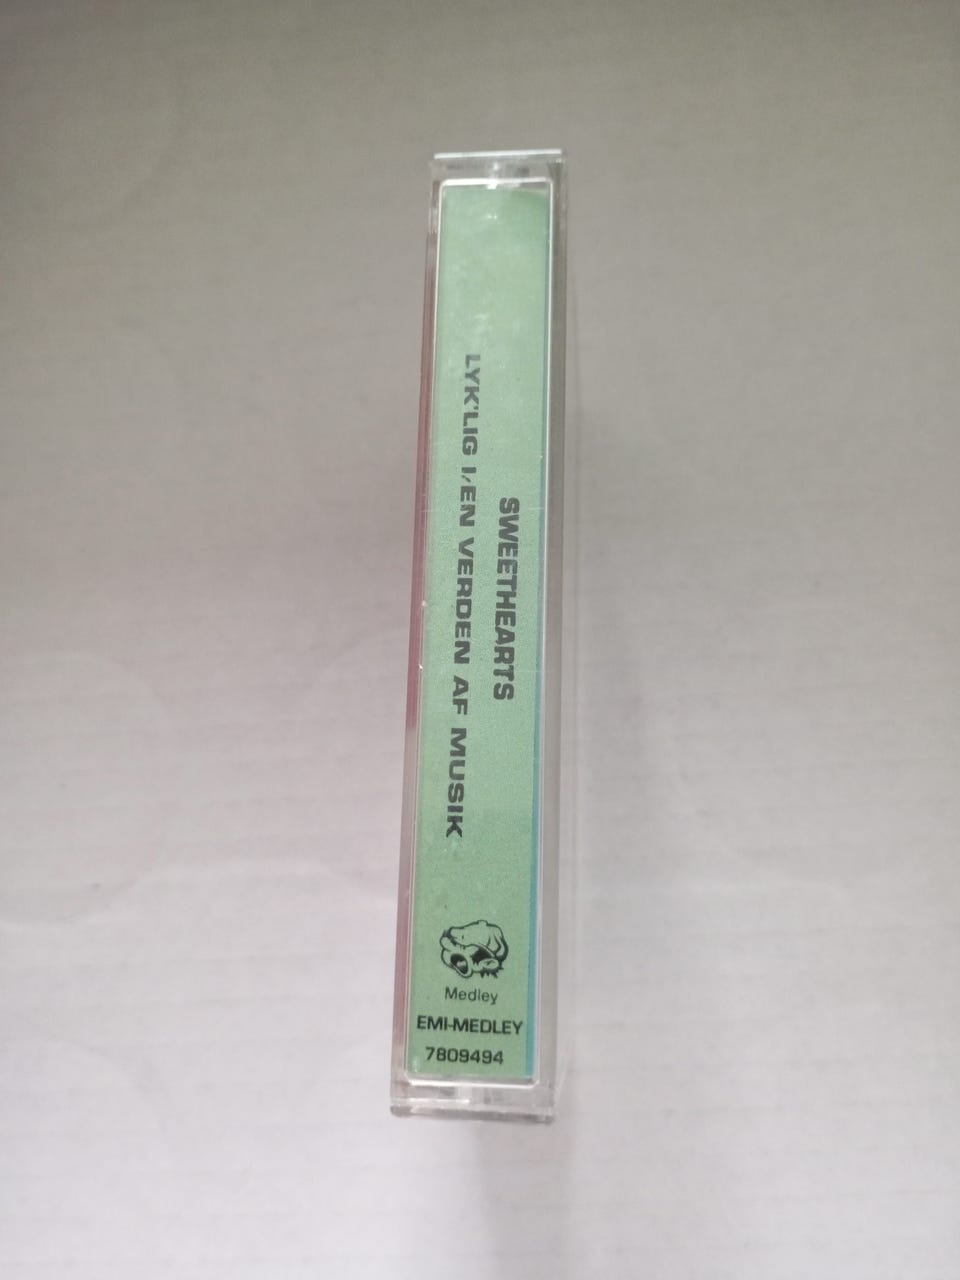 SWEETHEARTS
LYK'LIG I EN VERDEN AF MUSIK
Medley
EMI-MEDLEY
7809494